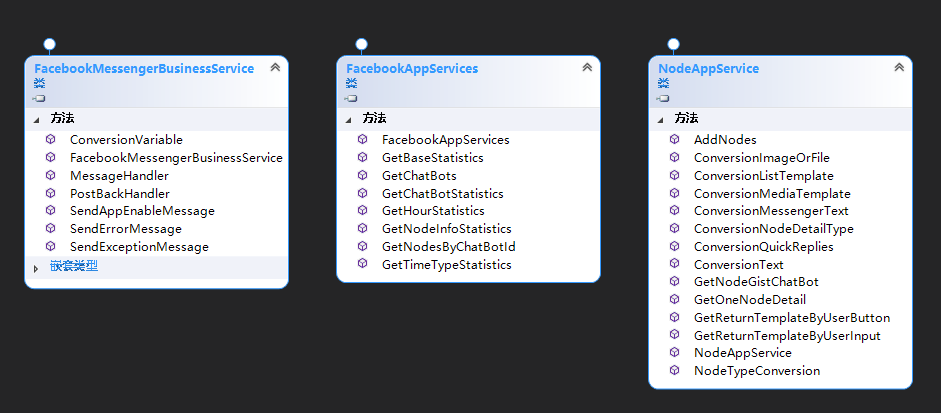 FacebookMessengerBusinessService
类
方法
ConversionVariable
FacebookMessengerBusinessService
MessageHandler
PostBackHandler
SendAppEnableMessage
SendErrorMessage
SendExceptionMessage
嵌套类型
FacebookAppServices
类
方法
FacebookAppServices
GetBaseStatistics
GetChatBots
GetChatBotStatistics
GetHourStatistics
GetNodeInfoStatistics
GetNodesByChatBotId
GetTimeTypeStatistics
NodeAppService
类
方法
AddNodes
ConversionImageOrFile
ConversionListTemplate
ConversionMediaTemplate
ConversionMessengerText
ConversionNodeDetailType
ConversionQuickReplies
ConversionText
GetNodeGistChatBot
GetOneNodeDetail
GetReturnTemplateByUserButton
GetReturnTemplateByUserInput
NodeAppService
NodeTypeConversion